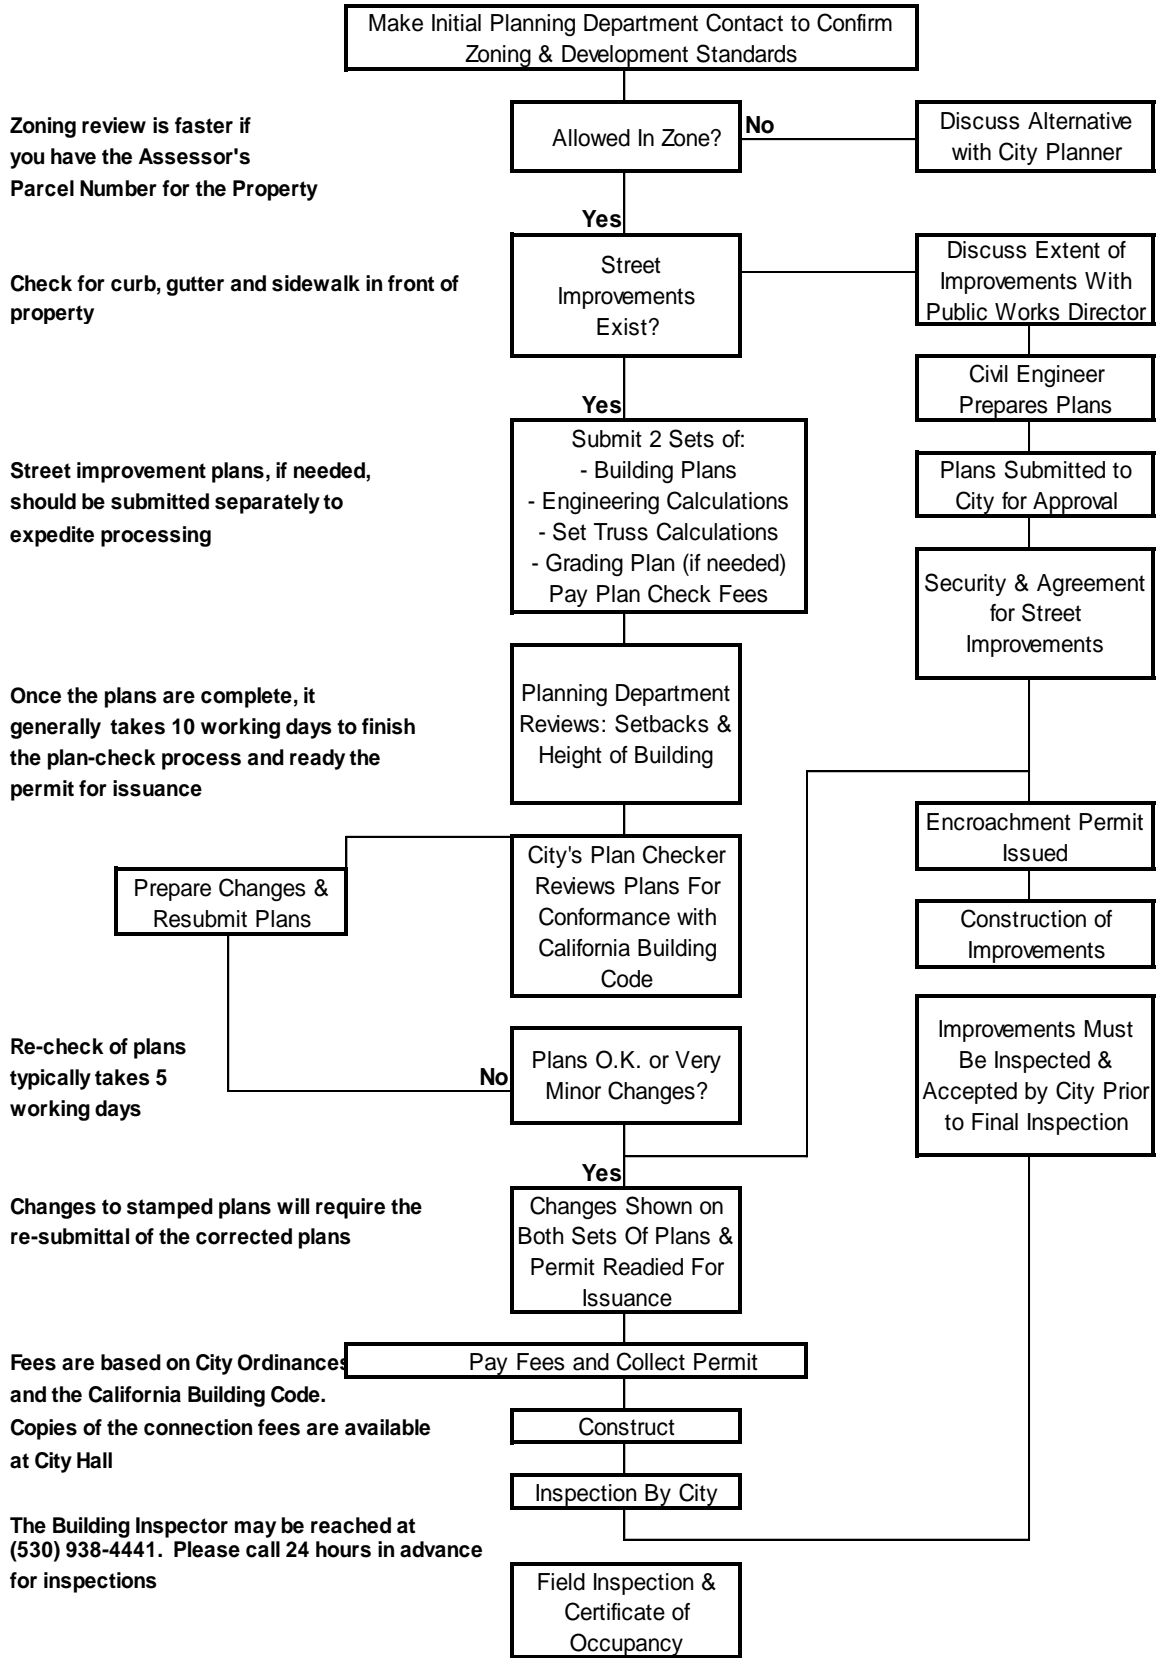 Make Initial Planning Department Contact to Confirm
Zoning & Development Standards
Zoning review is faster if
you have the Assessor's
Parcel Number for the Property
Allowed In Zone?
No
Discuss Alternative
with City Planner
Yes
Check for curb, gutter and sidewalk in front of
property
Street
Improvements
Exist?
Discuss Extent of
Improvements With
Public Works Director
Civil Engineer
Prepares Plans
Yes
Street improvement plans, if needed,
should be submitted separately to
expedite processing
Submit 2 Sets of:
- Building Plans
- Engineering Calculations
- Set Truss Calculations
- Grading Plan (if needed)
Pay Plan Check Fees
Plans Submitted to
City for Approval
Security & Agreement
for Street
Improvements
Once the plans are complete, it
generally  takes 10 working days to finish
the plan-check process and ready the
permit for issuance
Planning Department
Reviews: Setbacks &
Height of Building
Encroachment Permit
Issued
Prepare Changes &
Resubmit Plans
City's Plan Checker
Reviews Plans For
Conformance with
California Building
Code
Construction of
Improvements
Re-check of plans
typically takes 5
working days
No
Plans O.K. or Very
Minor Changes?
Improvements Must
Be Inspected &
Accepted by City Prior
to Final Inspection
Yes
Changes to stamped plans will require the
re-submittal of the corrected plans
Changes Shown on
Both Sets Of Plans &
Permit Readied For
Issuance
Fees are based on City Ordinances
and the California Building Code.
Copies of the connection fees are available
at City Hall
Pay Fees and Collect Permit
Construct
Inspection By City
The Building Inspector may be reached at
(530) 938-4441.  Please call 24 hours in advance
for inspections
Field Inspection &
Certificate of
Occupancy